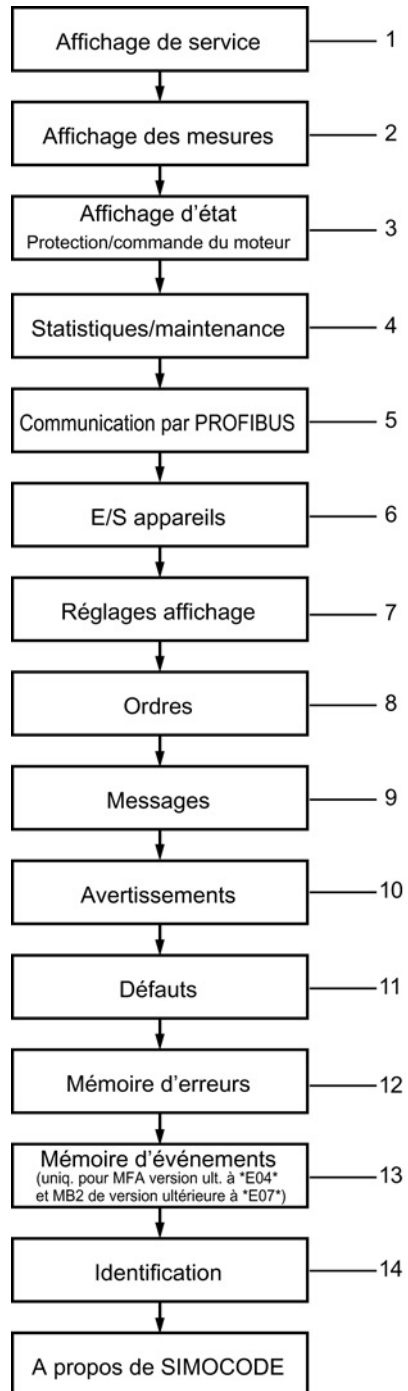 Affichage de service 1
Affichage des mesures 2
Affichage d'état
Protection/commande du moteur 3
Statistiques/maintenance 4
Communication par PROFIBUS 5
E/S appareils 6
Réglages affichage 7
Ordres 8
Messages 9
Avertissements 10
Défauts 11
Mémoire d'erreurs 12
Mémoire d'événements
(uniq. pour MFA version ult. à *E04* 13
et MB2 de version ultérieure à *E07*)
Identification 14
A propos de SIMOCODE